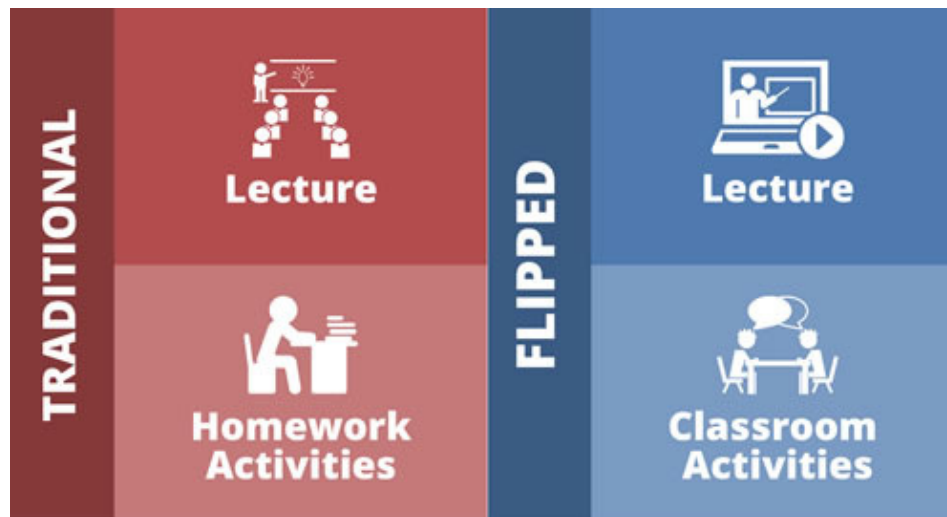 TRADITIONAL
Lecture
Homework
Activities
FLIPPED
Lecture
Classroom
Activities